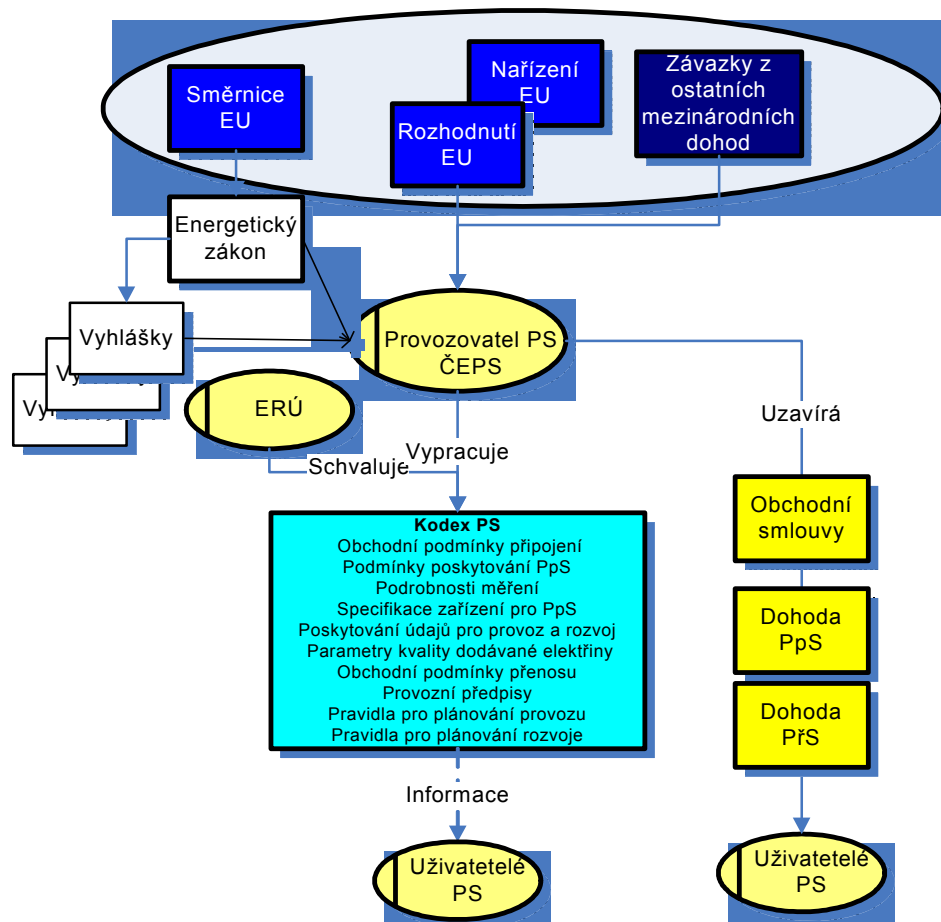 Směrnice
EU
Nařízení
EU
Rozhodnutí
EU
Závazky z
ostatních
mezinárodních
dohod
Energetický
zákon
Vyhlášky
Provozovatel PS
ČEPS
ERÚ
Uzavírá
Schvaluje
Vypracuje
Kodex PS
Obchodní podmínky připojení
Podmínky poskytování PpS
Podrobnosti měření
Specifikace zařízení pro PpS
Poskytování údajů pro provoz a rozvoj
Parametry kvality dodávané elektřiny
Obchodní podmínky přenosu
Provozní předpisy
Pravidla pro plánování provozu
Pravidla pro plánování rozvoje
Obchodní
smlouvy
Dohoda
PpS
Dohoda
PřS
Informace
Uživatetelé
PS
Uživatetelé
PS